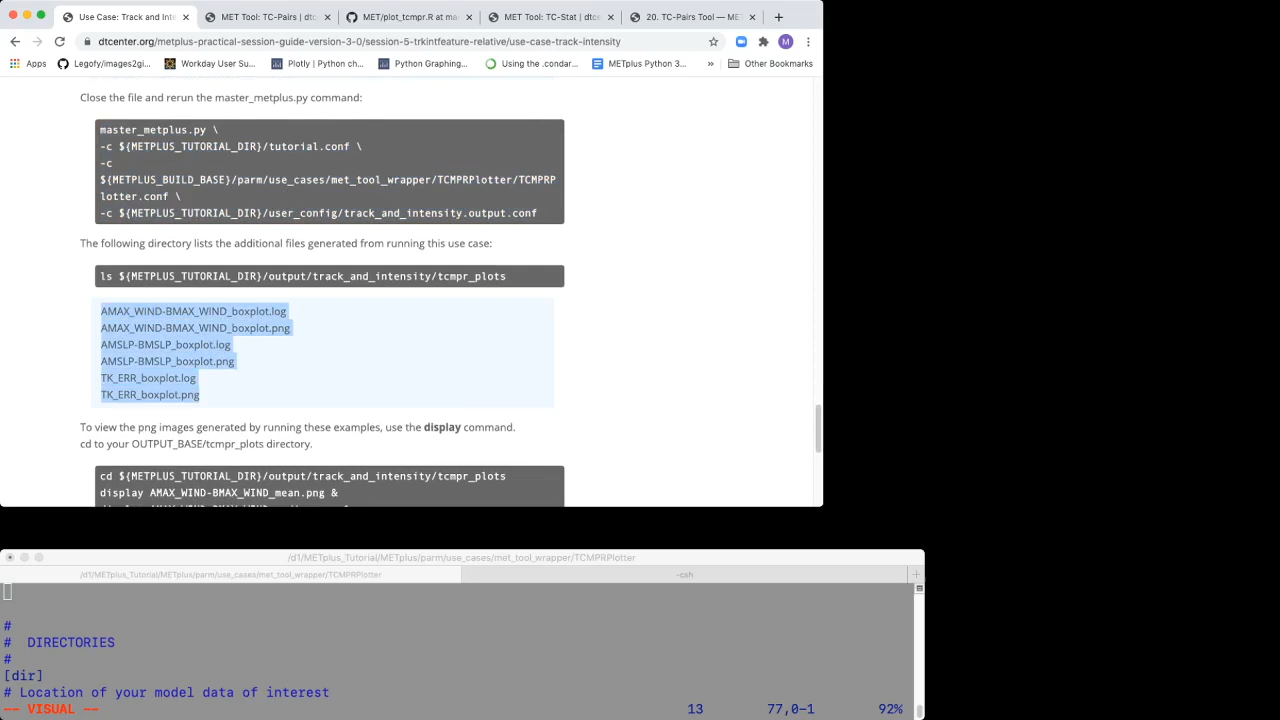 Use Case: Track and Inte
MET Tool: TC-Pairs | dtc
MET/plot_tcmpr.R at ma
MET Tool: TC-Stat | dtce
20. TC-Pairs Tool — MET
dtcenter.org/metplus-practical-session-guide-version-3-0/session-5-trkintfeature-relative/use-case-track-intensity
M
Apps
Legofy/images2gi...
Workday User Su...
Plotly | Python ch...
Python Graphing...
Using the .condar...
METplus Python 3...
»
Other Bookmarks
Close the file and rerun the master_metplus.py command:
master_metplus.py \
-c ${METPLUS_TUTORIAL_DIR}/tutorial.conf \
-c
${METPLUS_BUILD_BASE}/parm/use_cases/met_tool_wrapper/TCMPRPlotter/TCMPRP
lotter.conf \
-c ${METPLUS_TUTORIAL_DIR}/user_config/track_and_intensity.output.conf
The following directory lists the additional files generated from running this use case:
ls ${METPLUS_TUTORIAL_DIR}/output/track_and_intensity/tcmpr_plots
AMAX_WIND-BMAX_WIND_boxplot.log
AMAX_WIND-BMAX_WIND_boxplot.png
AMSLP-BMSLP_boxplot.log
AMSLP-BMSLP_boxplot.png
TK_ERR_boxplot.log
TK_ERR_boxplot.png
To view the png images generated by running these examples, use the display command.
cd to your OUTPUT_BASE/tcmpr_plots directory.
cd ${METPLUS_TUTORIAL_DIR}/output/track_and_intensity/tcmpr_plots
display AMAX_WIND-BMAX_WIND_mean.png &
/d1/METplus_Tutorial/METplus/parm/use_cases/met_tool_wrapper/TCMPRPlotter
/d1/METplus_Tutorial/METplus/parm/use_cases/met_tool_wrapper/TCMPRPlotter
-csh
#
# DIRECTORIES
#
[dir]
# Location of your model data of interest
-- VISUAL -- 13 77,0-1 92%